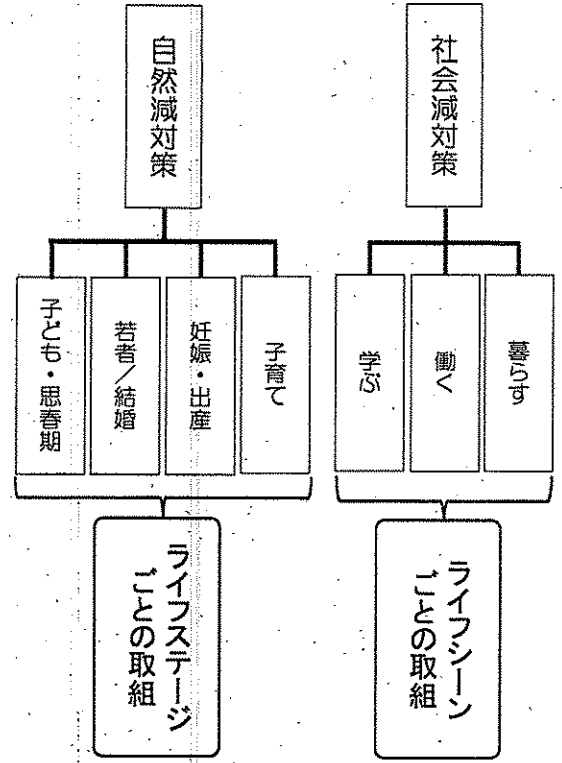 社会減対策
暮らす
働く
学ぶ
ライフシーン
ごとの取組
自然減対策
子育て
妊娠・出産
若者／結婚
子ども・思春期
ライフステージ
ごとの取組